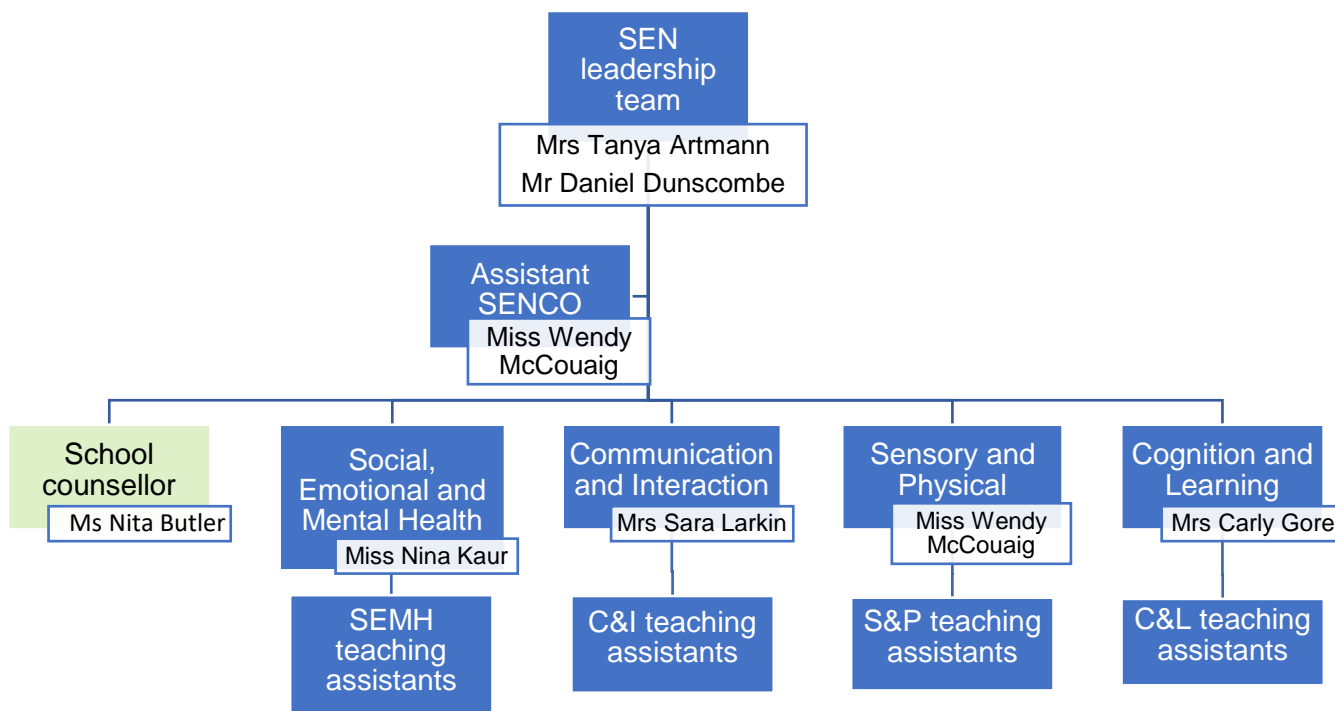 SEN
leadership
team
Mrs Tanya Artmann
Mr Daniel Dunscombe
Assistant
SENCO
Miss Wendy
McCouaig
School
counsellor
Ms Nita Butler
Social,
Emotional and
Mental Health
Miss Nina Kaur
Communication
and Interaction
Mrs Sara Larkin
Sensory and
Physical
Miss Wendy
McCouaig
Cognition and
Learning
Mrs Carly Gore
SEMH
teaching
assistants
C&I teaching
assistants
S&P teaching
assistants
C&L teaching
assistants